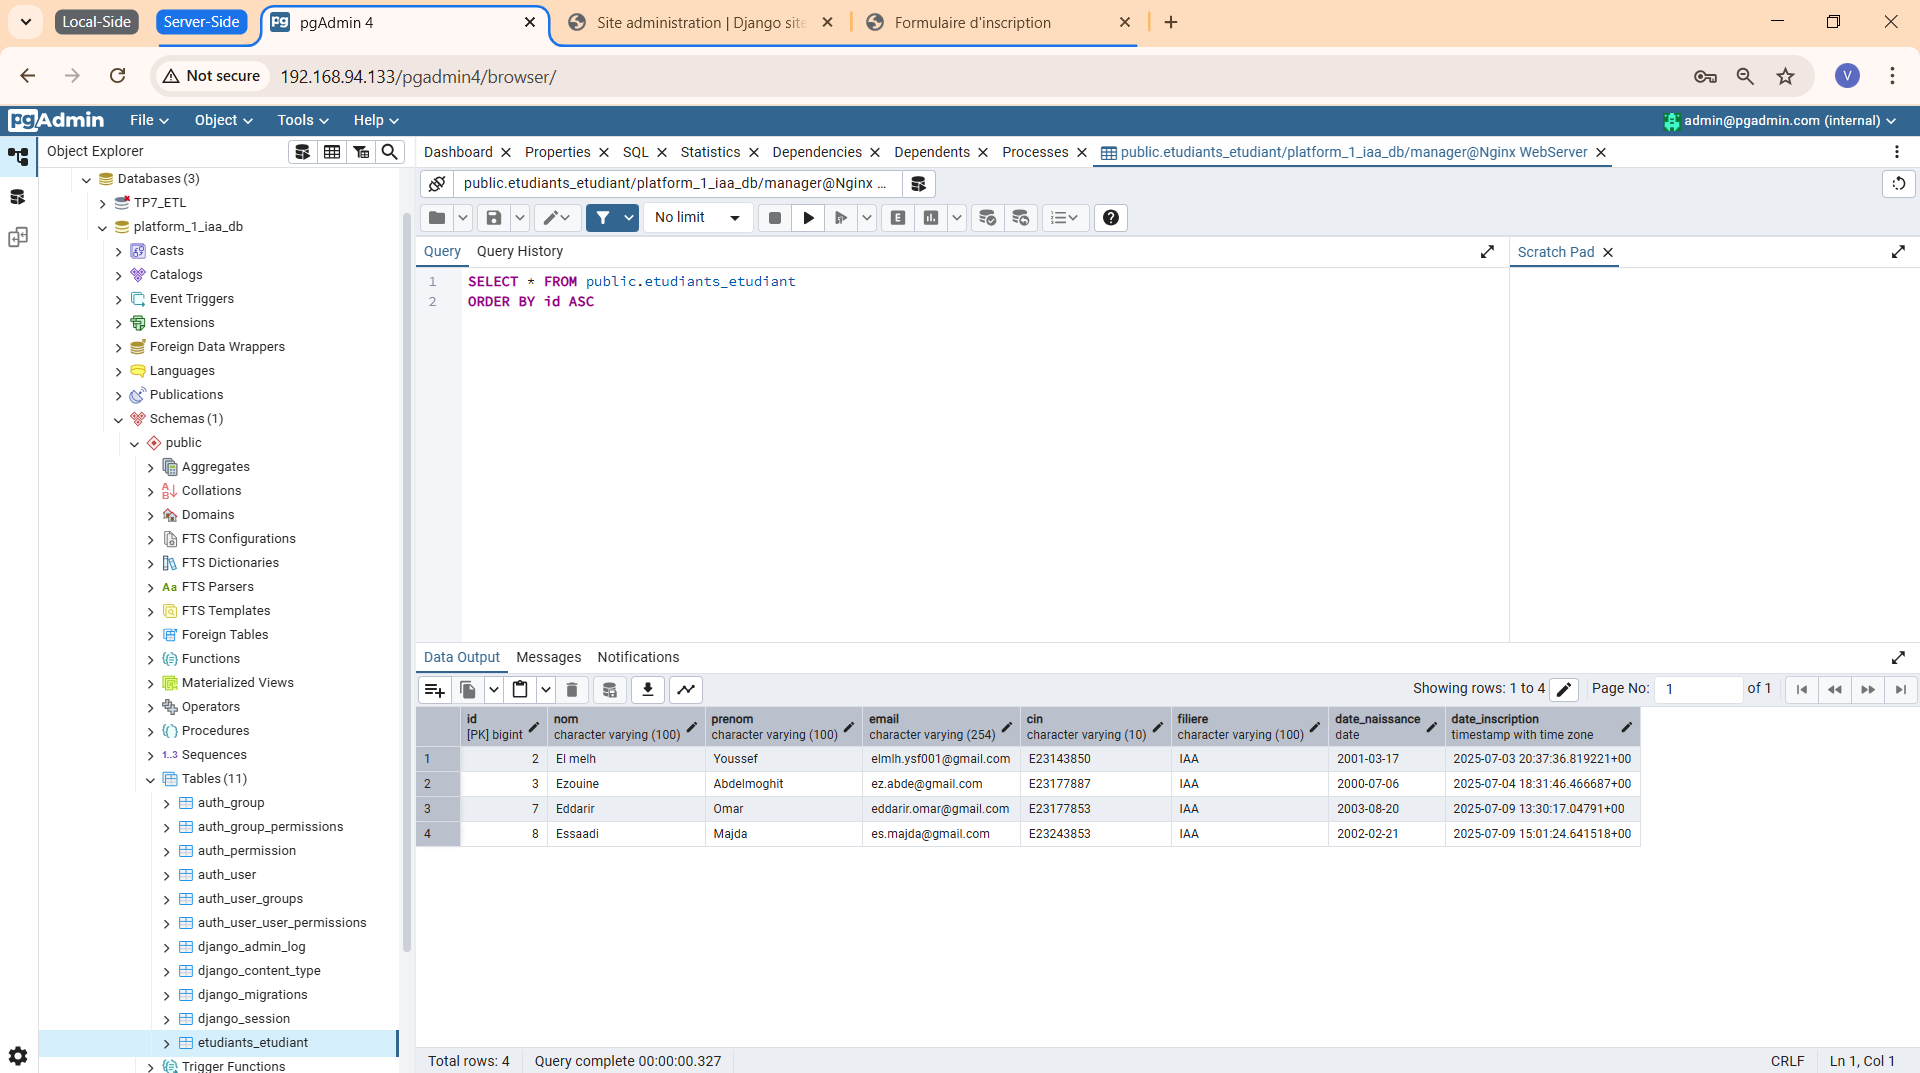 Local-Side
Server-Side
pgAdmin 4
Site administration | Django site
Formulaire d'inscription
Not secure
192.168.94.133/pgadmin4/browser/
V
pgAdmin
File
Object
Tools
Help
admin@pgadmin.com (internal)
Object Explorer
Databases (3)
TP7_ETL
platform_1_iaa_db
Casts
Catalogs
Event Triggers
Extensions
Foreign Data Wrappers
Languages
Publications
Schemas (1)
public
Aggregates
Collations
Domains
FTS Configurations
FTS Dictionaries
FTS Parsers
FTS Templates
Foreign Tables
Functions
Materialized Views
Operators
Procedures
1..3 Sequences
Tables (11)
auth_group
auth_group_permissions
auth_permission
auth_user
auth_user_groups
auth_user_user_permissions
django_admin_log
django_content_type
django_migrations
django_session
etudiants_etudiant
Trigger Functions
Dashboard
Properties
SQL
Statistics
Dependencies
Dependents
Processes
public.etudiants_etudiant/platform_1_iaa_db/manager@Nginx WebServer
public.etudiants_etudiant/platform_1_iaa_db/manager@Nginx ...
No limit
Query
Query History
Scratch Pad
1 SELECT * FROM public.etudiants_etudiant
2 ORDER BY id ASC
Data Output
Messages
Notifications
Showing rows: 1 to 4
Page No: 1 of 1
id nom prenom email cin filiere date_naissance date_inscription
[PK] bigint character varying (100) character varying (100) character varying (254) character varying (10) character varying (100) date timestamp with time zone
1 2 El melh Youssef elmlh.ysf001@gmail.com E23143850 IAA 2001-03-17 2025-07-03 20:37:36.819221+00
2 3 Ezouine Abdelmoghit ez.abde@gmail.com E23177887 IAA 2000-07-06 2025-07-04 18:31:46.466687+00
3 7 Eddarir Omar eddarir.omar@gmail.com E23177853 IAA 2003-08-20 2025-07-09 13:30:17.04791+00
4 8 Essaadi Majda es.majda@gmail.com E23243853 IAA 2002-02-21 2025-07-09 15:01:24.641518+00
Total rows: 4
Query complete 00:00:00.327
CRLF
Ln 1, Col 1